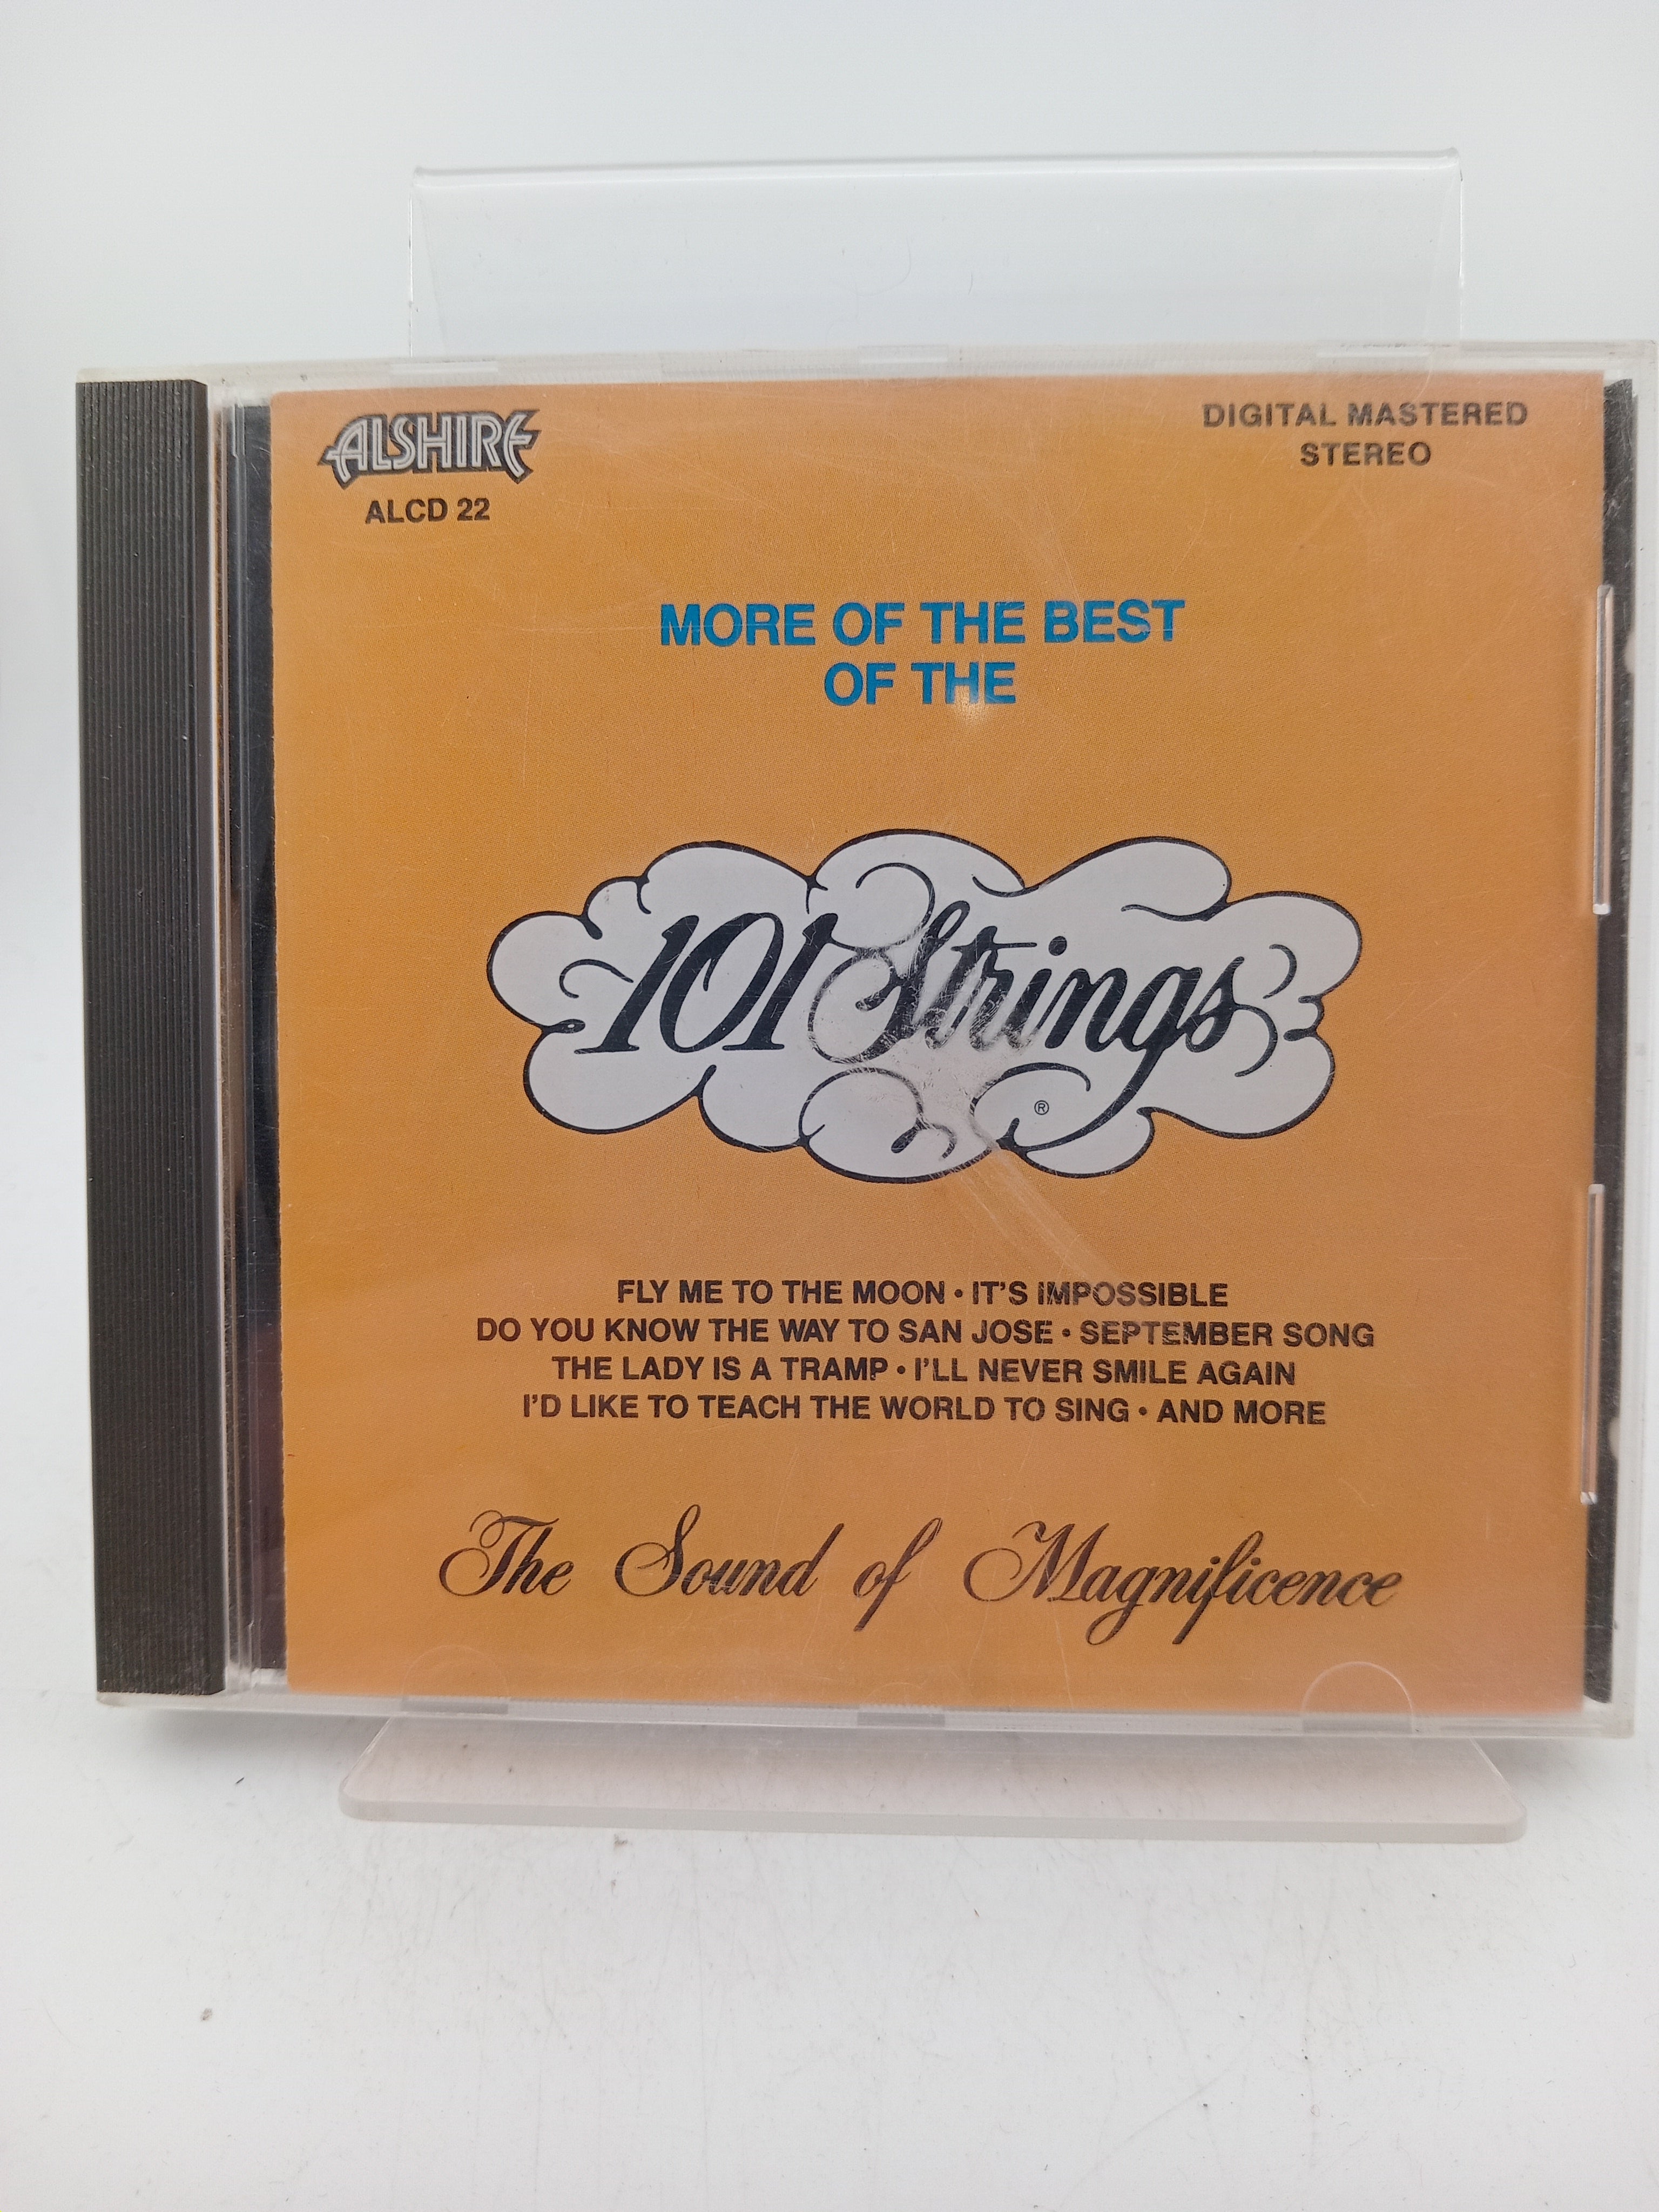 ALSHIRE
ALCD 22
DIGITAL MASTERED
STEREO
MORE OF THE BEST
OF THE
101 Strings
®
FLY ME TO THE MOON • IT'S IMPOSSIBLE
DO YOU KNOW THE WAY TO SAN JOSE • SEPTEMBER SONG
THE LADY IS A TRAMP • I'LL NEVER SMILE AGAIN
I'D LIKE TO TEACH THE WORLD TO SING • AND MORE
The Sound of Magnificence